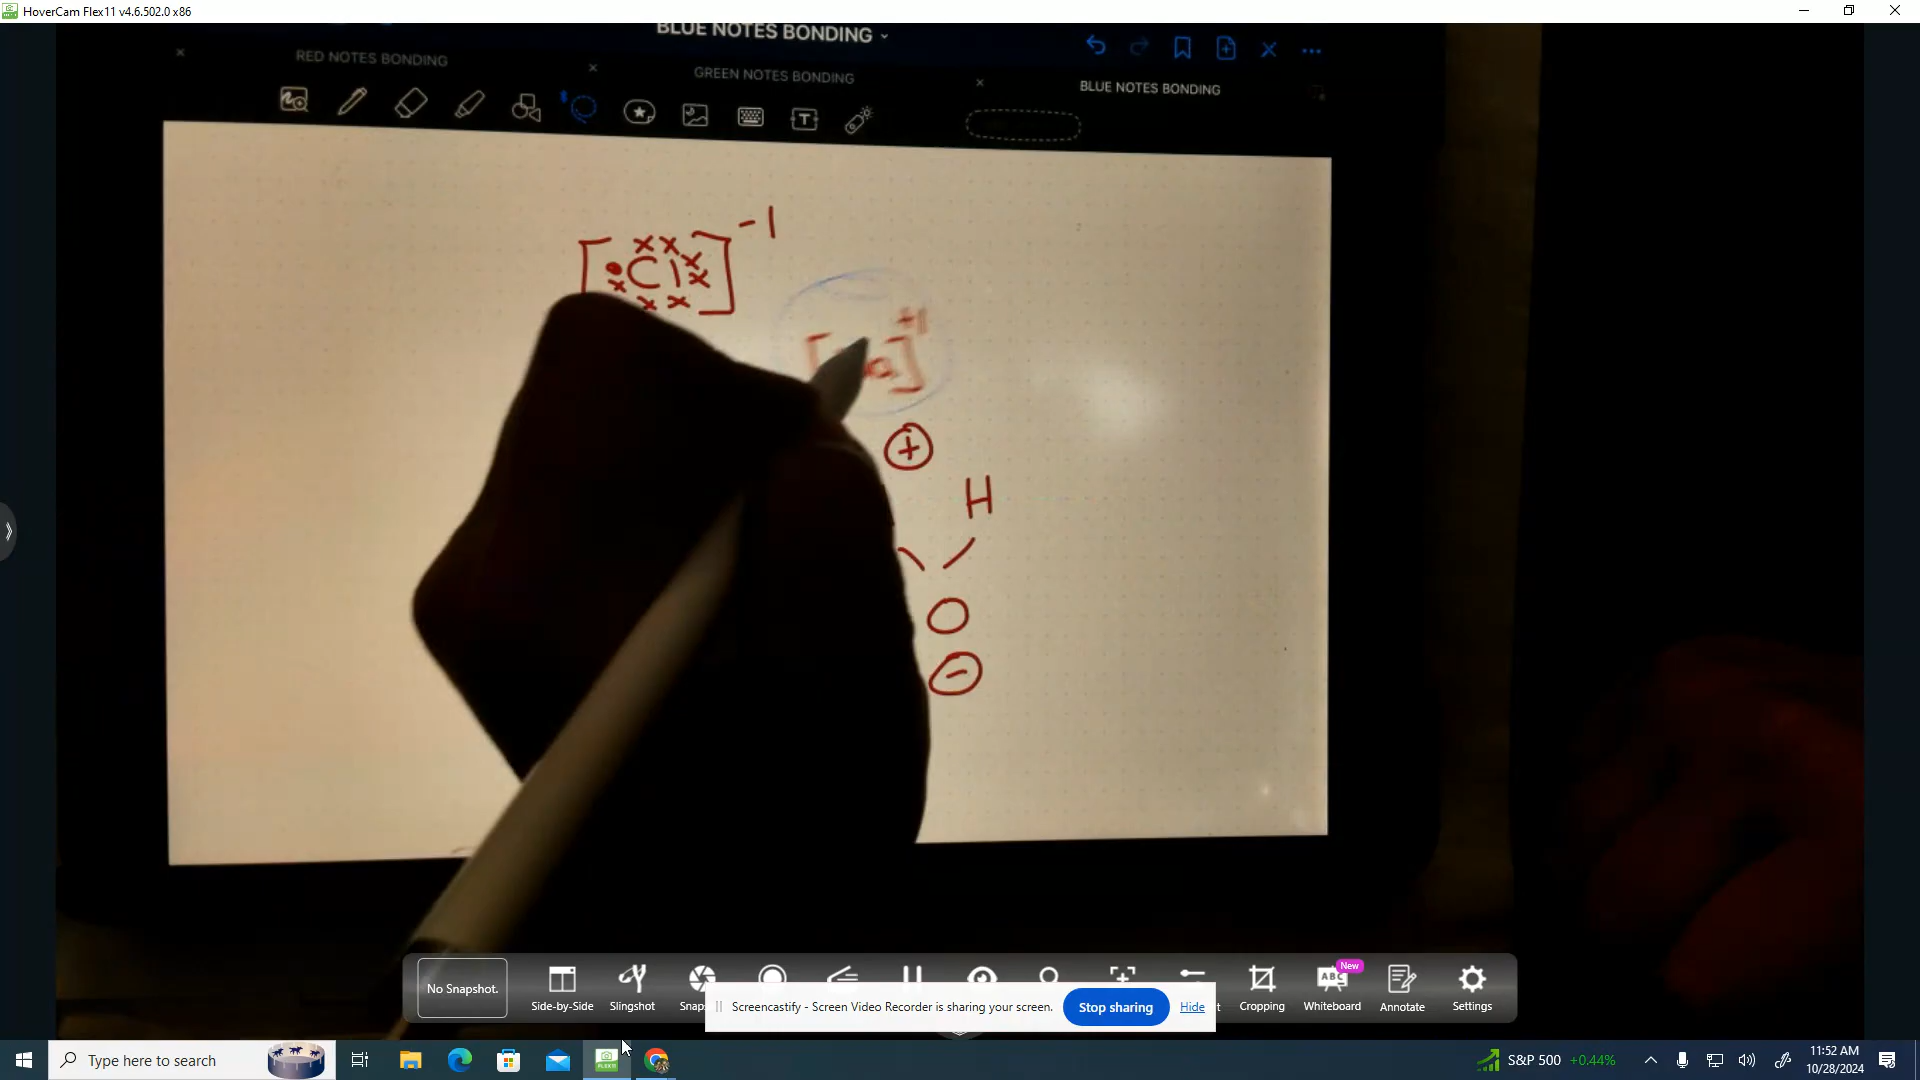 HoverCam Flex11 v4.6.502.0 x86
BLUE NOTES BONDING
RED NOTES BONDING
GREEN NOTES BONDING
BLUE NOTES BONDING
T
[Cl]
-1
[ a]
+1
+
H
O
-
No Snapshot.
Side-by-Side
Slingshot
Cropping
ABC
New
Whiteboard
Annotate
Settings
Screencastify - Screen Video Recorder is sharing your screen.
Stop sharing
Hide
Type here to search
FLEX11
S&P 500 +0.44%
11:52 AM
10/28/2024